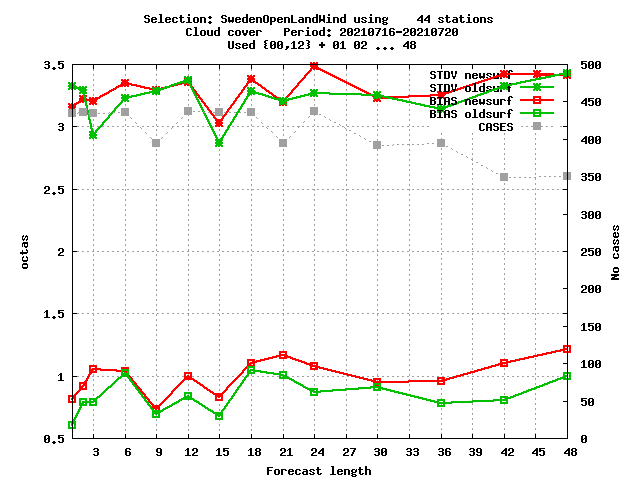 Selection: SwedenOpenLandWind using    44 stations
Cloud cover   Period: 20210716-20210720
Used {00,12} + 01 02 ... 48
3.5
3
2.5
2
1.5
1
0.5
octas
STDV newsurf
STDV oldsurf
BIAS newsurf
BIAS oldsurf
CASES
500
450
400
350
300
250
200
150
100
50
0
No cases
3 6 9 12 15 18 21 24 27 30 33 36 39 42 45 48
Forecast length